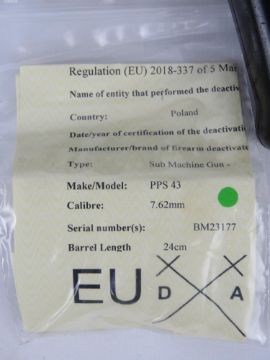 Regulation (EU) 2018-337 of 5 Mar
Name of entity that performed the deactiv
Country: Poland
Date/year of certification of the deactivati
Manufacturer/brand of firearm deactivate
Type: Sub Machine Gun -
Make/Model: PPS 43
Calibre: 7.62mm
Serial number(s): BM23177
Barrel Length 24cm
EU D A